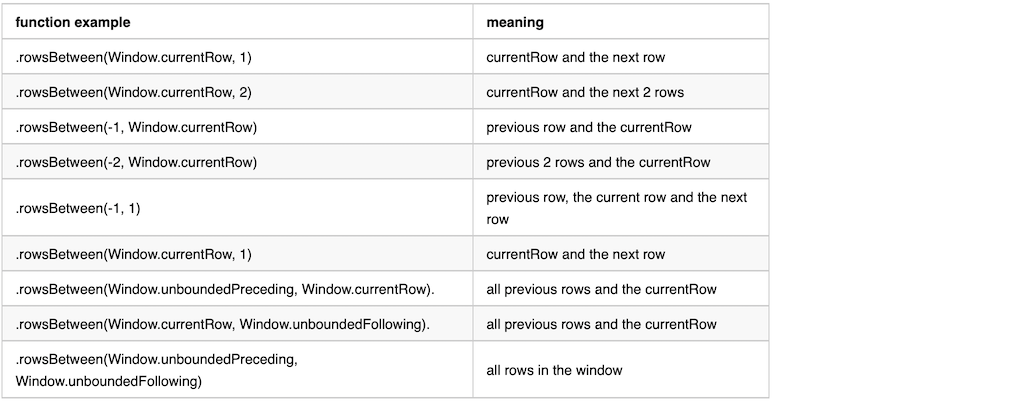 function example meaning
.rowsBetween(Window.currentRow, 1) currentRow and the next row
.rowsBetween(Window.currentRow, 2) currentRow and the next 2 rows
.rowsBetween(-1, Window.currentRow) previous row and the currentRow
.rowsBetween(-2, Window.currentRow) previous 2 rows and the currentRow
.rowsBetween(-1, 1) previous row, the current row and the next
row
.rowsBetween(Window.currentRow, 1) currentRow and the next row
.rowsBetween(Window.unboundedPreceding, Window.currentRow). all previous rows and the currentRow
.rowsBetween(Window.currentRow, Window.unboundedFollowing). all previous rows and the currentRow
.rowsBetween(Window.unboundedPreceding,
Window.unboundedFollowing) all rows in the window